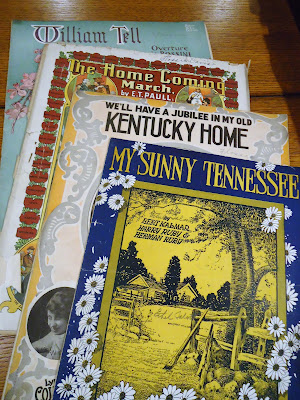 William Tell
OVERTURE
ROSSINI
The Home Coming
March.
by E.T. PAULL.
WE'LL HAVE A JUBILEE IN MY OLD
KENTUCKY HOME
MY SUNNY TENNESSEE
BERT KALMAR
HARRY RUBY &
HERMAN RUBY